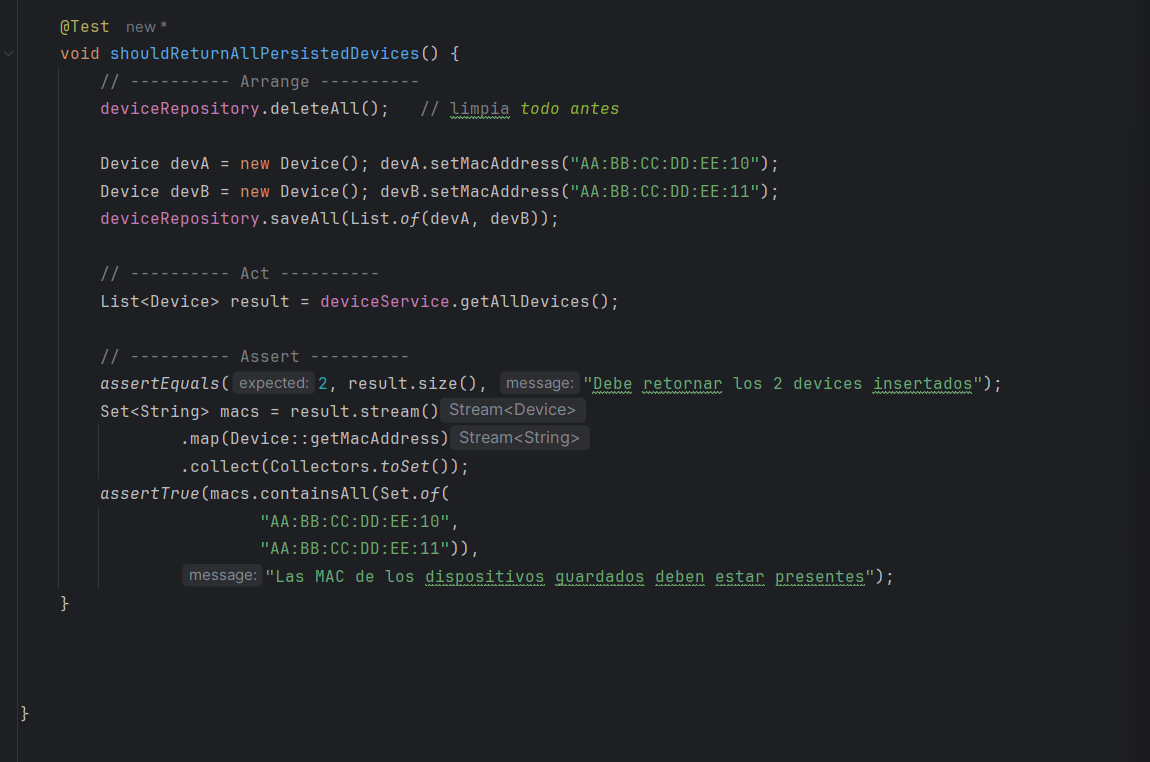 @Test new *
void shouldReturnAllPersistedDevices() {
// ---------- Arrange ----------
deviceRepository.deleteAll();   // limpia todo antes
Device devA = new Device(); devA.setMacAddress("AA:BB:CC:DD:EE:10");
Device devB = new Device(); devB.setMacAddress("AA:BB:CC:DD:EE:11");
deviceRepository.saveAll(List.of(devA, devB));
// ---------- Act ----------
List<Device> result = deviceService.getAllDevices();
// ---------- Assert ----------
assertEquals( expected: 2, result.size(), message: "Debe retornar los 2 devices insertados");
Set<String> macs = result.stream() Stream<Device>
.map(Device::getMacAddress) Stream<String>
.collect(Collectors.toSet());
assertTrue(macs.containsAll(Set.of(
"AA:BB:CC:DD:EE:10",
"AA:BB:CC:DD:EE:11")),
message: "Las MAC de los dispositivos guardados deben estar presentes");
}
}